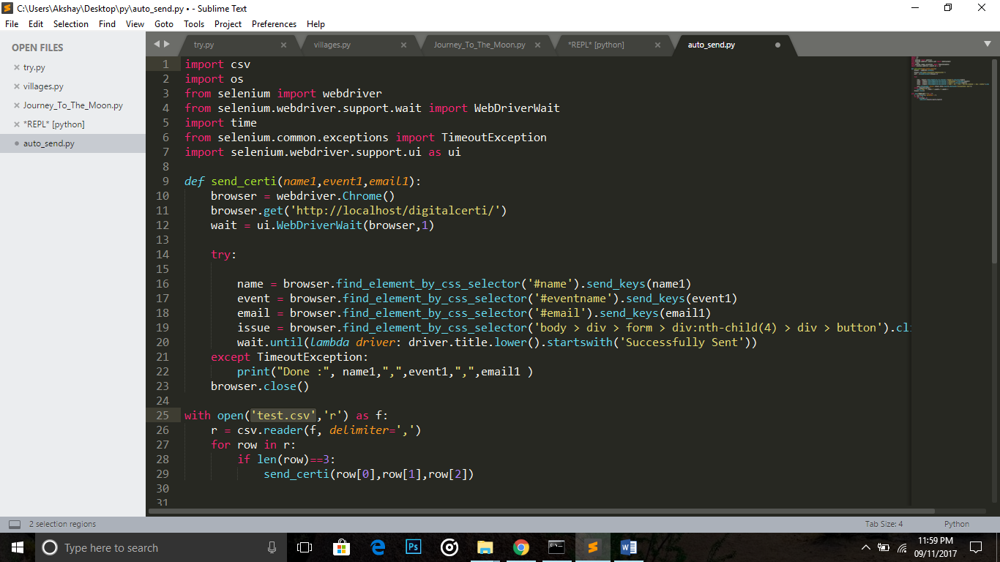 C:\Users\Akshay\Desktop\py\auto_send.py • - Sublime Text
File Edit Selection Find View Goto Tools Project Preferences Help
OPEN FILES
try.py
villages.py
Journey_To_The_Moon.py
*REPL* [python]
auto_send.py
try.py villages.py Journey_To_The_Moon.py *REPL* [python] auto_send.py
1 import csv
2 import os
3 from selenium import webdriver
4 from selenium.webdriver.support.wait import WebDriverWait
5 import time
6 from selenium.common.exceptions import TimeoutException
7 import selenium.webdriver.support.ui as ui
8
9 def send_certi(name1,event1,email1):
10     browser = webdriver.Chrome()
11     browser.get('http://localhost/digitalcerti/')
12     wait = ui.WebDriverWait(browser,1)
13
14     try:
15
16         name = browser.find_element_by_css_selector('#name').send_keys(name1)
17         event = browser.find_element_by_css_selector('#eventname').send_keys(event1)
18         email = browser.find_element_by_css_selector('#email').send_keys(email1)
19         issue = browser.find_element_by_css_selector('body > div > form > div:nth-child(4) > div > button').cli
20         wait.until(lambda driver: driver.title.lower().startswith('Successfully Sent'))
21     except TimeoutException:
22         print("Done :", name1,",",event1,",",email1 )
23     browser.close()
24
25 with open('test.csv','r') as f:
26     r = csv.reader(f, delimiter=',')
27     for row in r:
28         if len(row)==3:
29             send_certi(row[0],row[1],row[2])
30
31
2 selection regions
Tab Size: 4
Python
Type here to search
Ps
11:59 PM
09/11/2017